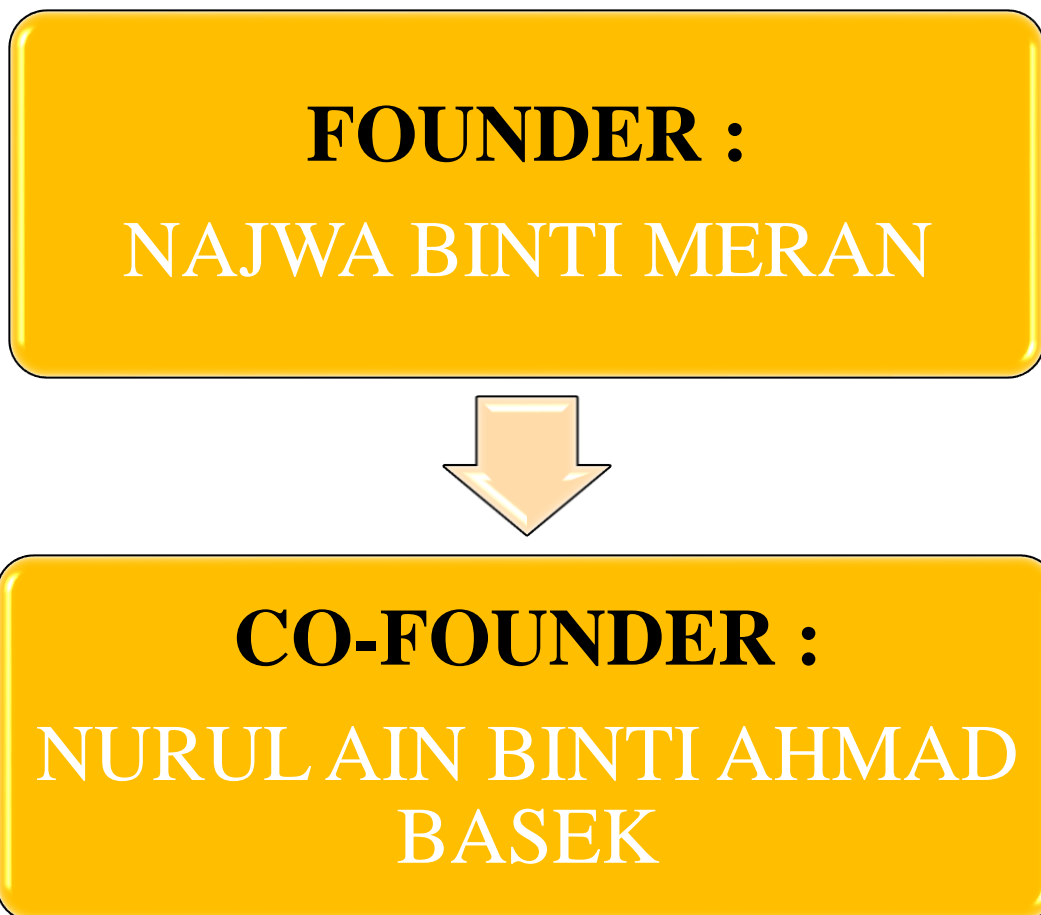 FOUNDER :
NAJWA BINTI MERAN
CO-FOUNDER :
NURUL AIN BINTI AHMAD
BASEK